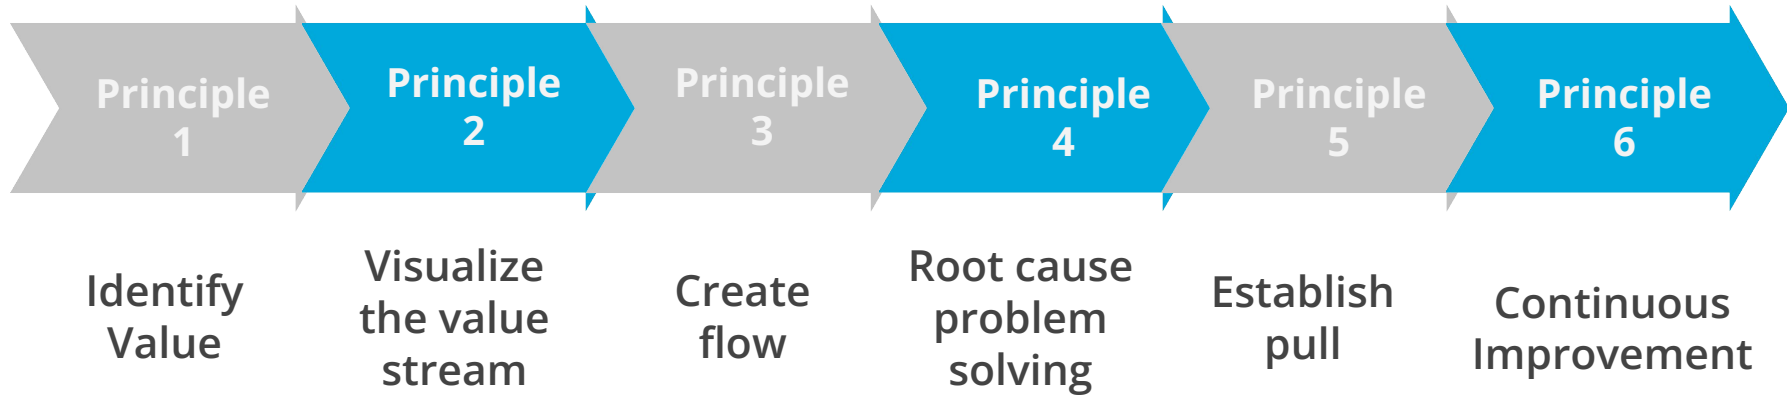 Principle
1
Principle
2
Principle
3
Principle
4
Principle
5
Principle
6
Identify
Value
Visualize
the value
stream
Create
flow
Root cause
problem
solving
Establish
pull
Continuous
Improvement